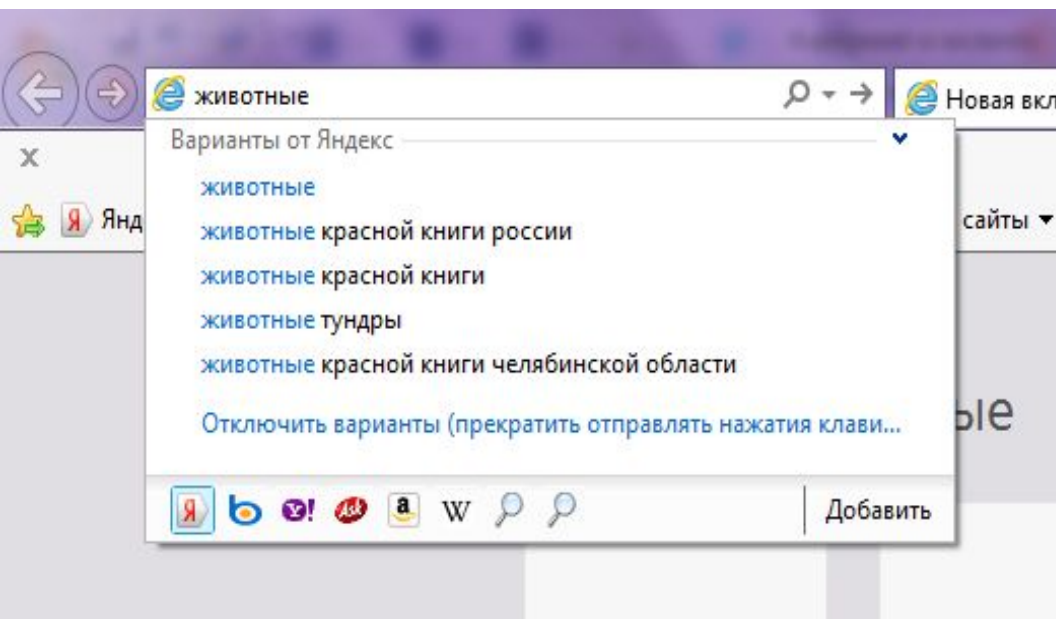 животные
Новая вкл
Варианты от Яндекс
x
животные
Я Янд
сайты
животные красной книги россии
животные красной книги
животные тундры
животные красной книги челябинской области
ые
Отключить варианты (прекратить отправлять нажатия клави...
Я b Y! Ask a W
Добавить